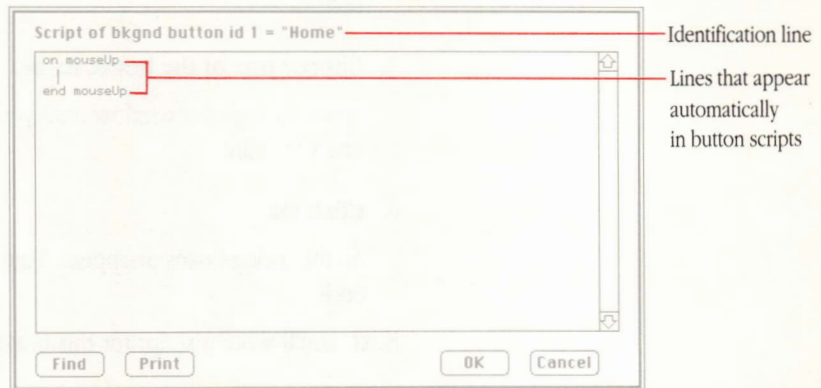 Script of bkgnd button id 1 = "Home"
Identification line
on mouseUp
end mouseUp
Lines that appear
automatically
in button scripts
Find
Print
OK
Cancel